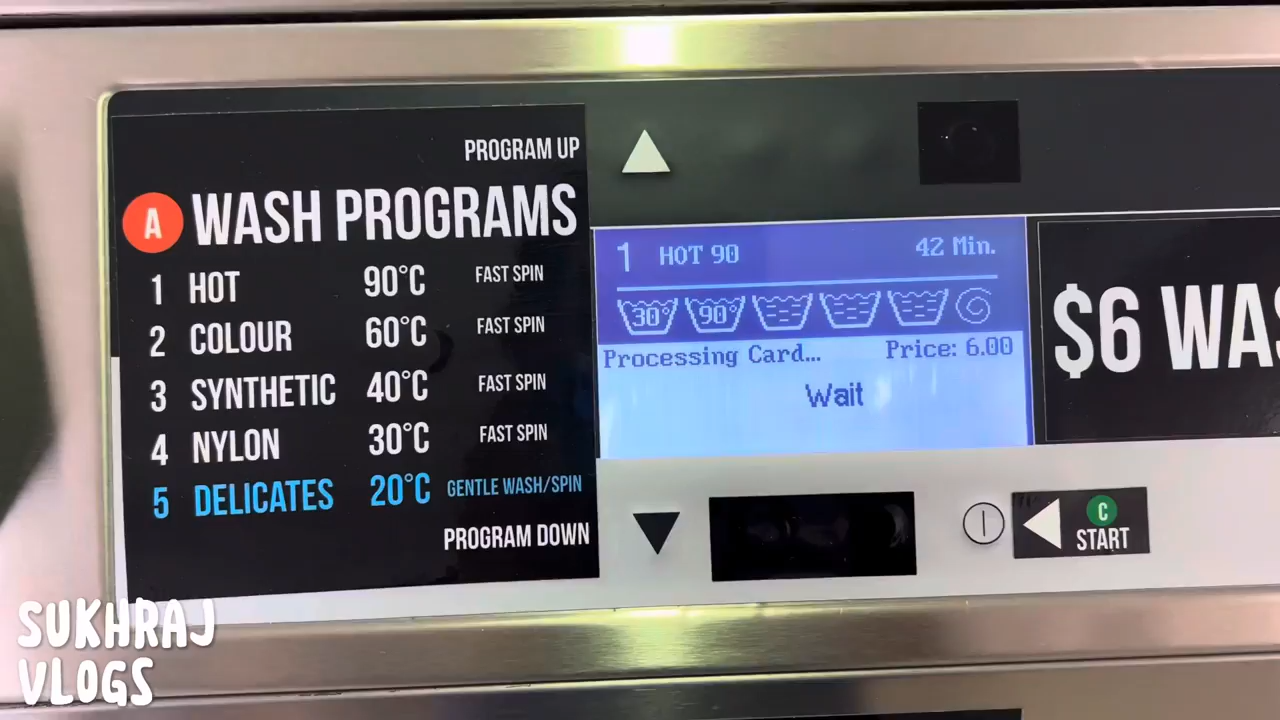 PROGRAM UP
A WASH PROGRAMS
1 HOT 90°C FAST SPIN
2 COLOUR 60°C FAST SPIN
3 SYNTHETIC 40°C FAST SPIN
4 NYLON 30°C FAST SPIN
5 DELICATES 20°C GENTLE WASH/SPIN
PROGRAM DOWN
1 HOT 90 42 Min.
30° 90°
Processing Card... Price: 6.00
Wait
$6 WAS
C
START
SUKHRAJ
VLOGS